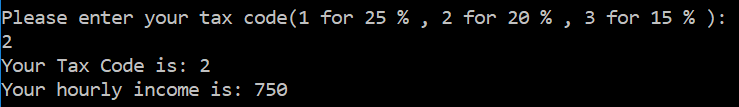 Please enter your tax code(1 for 25 % , 2 for 20 % , 3 for 15 % ):
2
Your Tax Code is: 2
Your hourly income is: 750